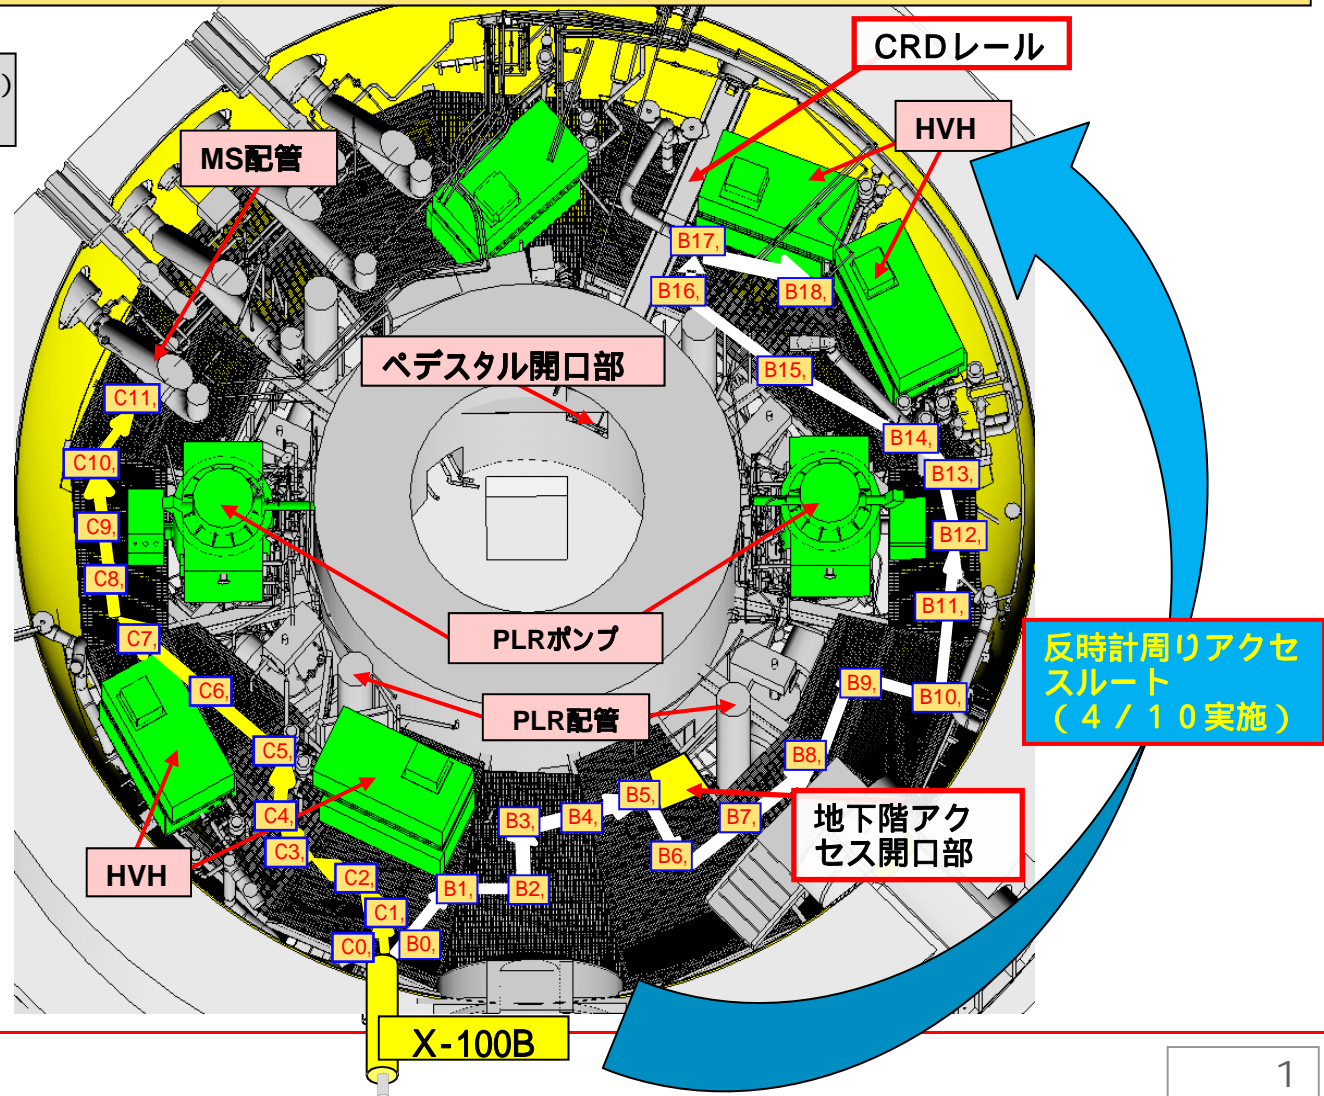 )
CRDレール
HVH
MS配管
B17,
B16,
B18,
ペデスタル開口部
B15,
C11,
B14,
C10,
B13,
C9,
B12,
C8,
B11,
C7,
PLRポンプ
反時計周りアクセ
スルート
(4/10実施)
C6,
B9,
B10,
PLR配管
C5,
B8,
B5,
C4,
B3,
B4,
B7,
地下階アク
セス開口部
C3,
B6,
HVH
C2,
B1,
B2,
C1,
C0,
B0,
X-100B
1